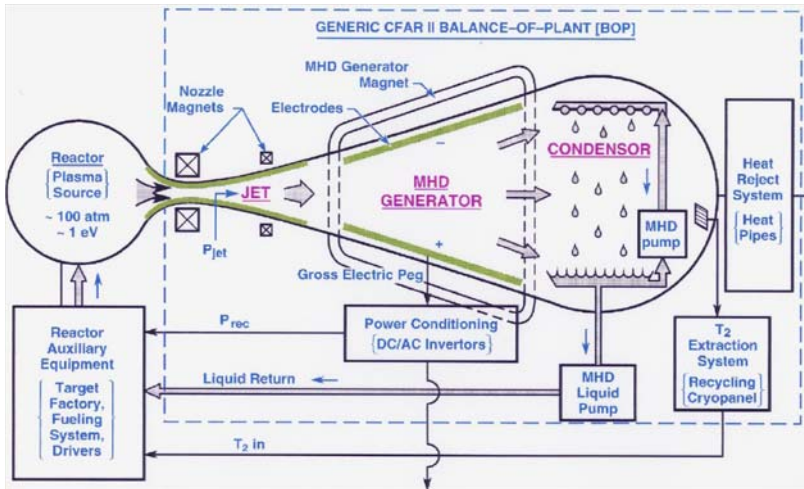 GENERIC CFAR II BALANCE-OF-PLANT [BOP]
MHD Generator
Magnet
Nozzle
Magnets
Electrodes
Reactor
Plasma
Source
~ 100 atm
~ 1 eV
JET
Pjet
−
MHD
GENERATOR
+
CONDENSOR
MHD
pump
Heat
Reject
System
Heat
Pipes
Gross Electric Peg
Reactor
Auxiliary
Equipment
Target
Factory,
Fueling
System,
Drivers
Prec
Power Conditioning
{DC/AC Invertors}
Liquid Return
MHD
Liquid
Pump
T2
Extraction
System
Recycling
Cryopanel
T2 in